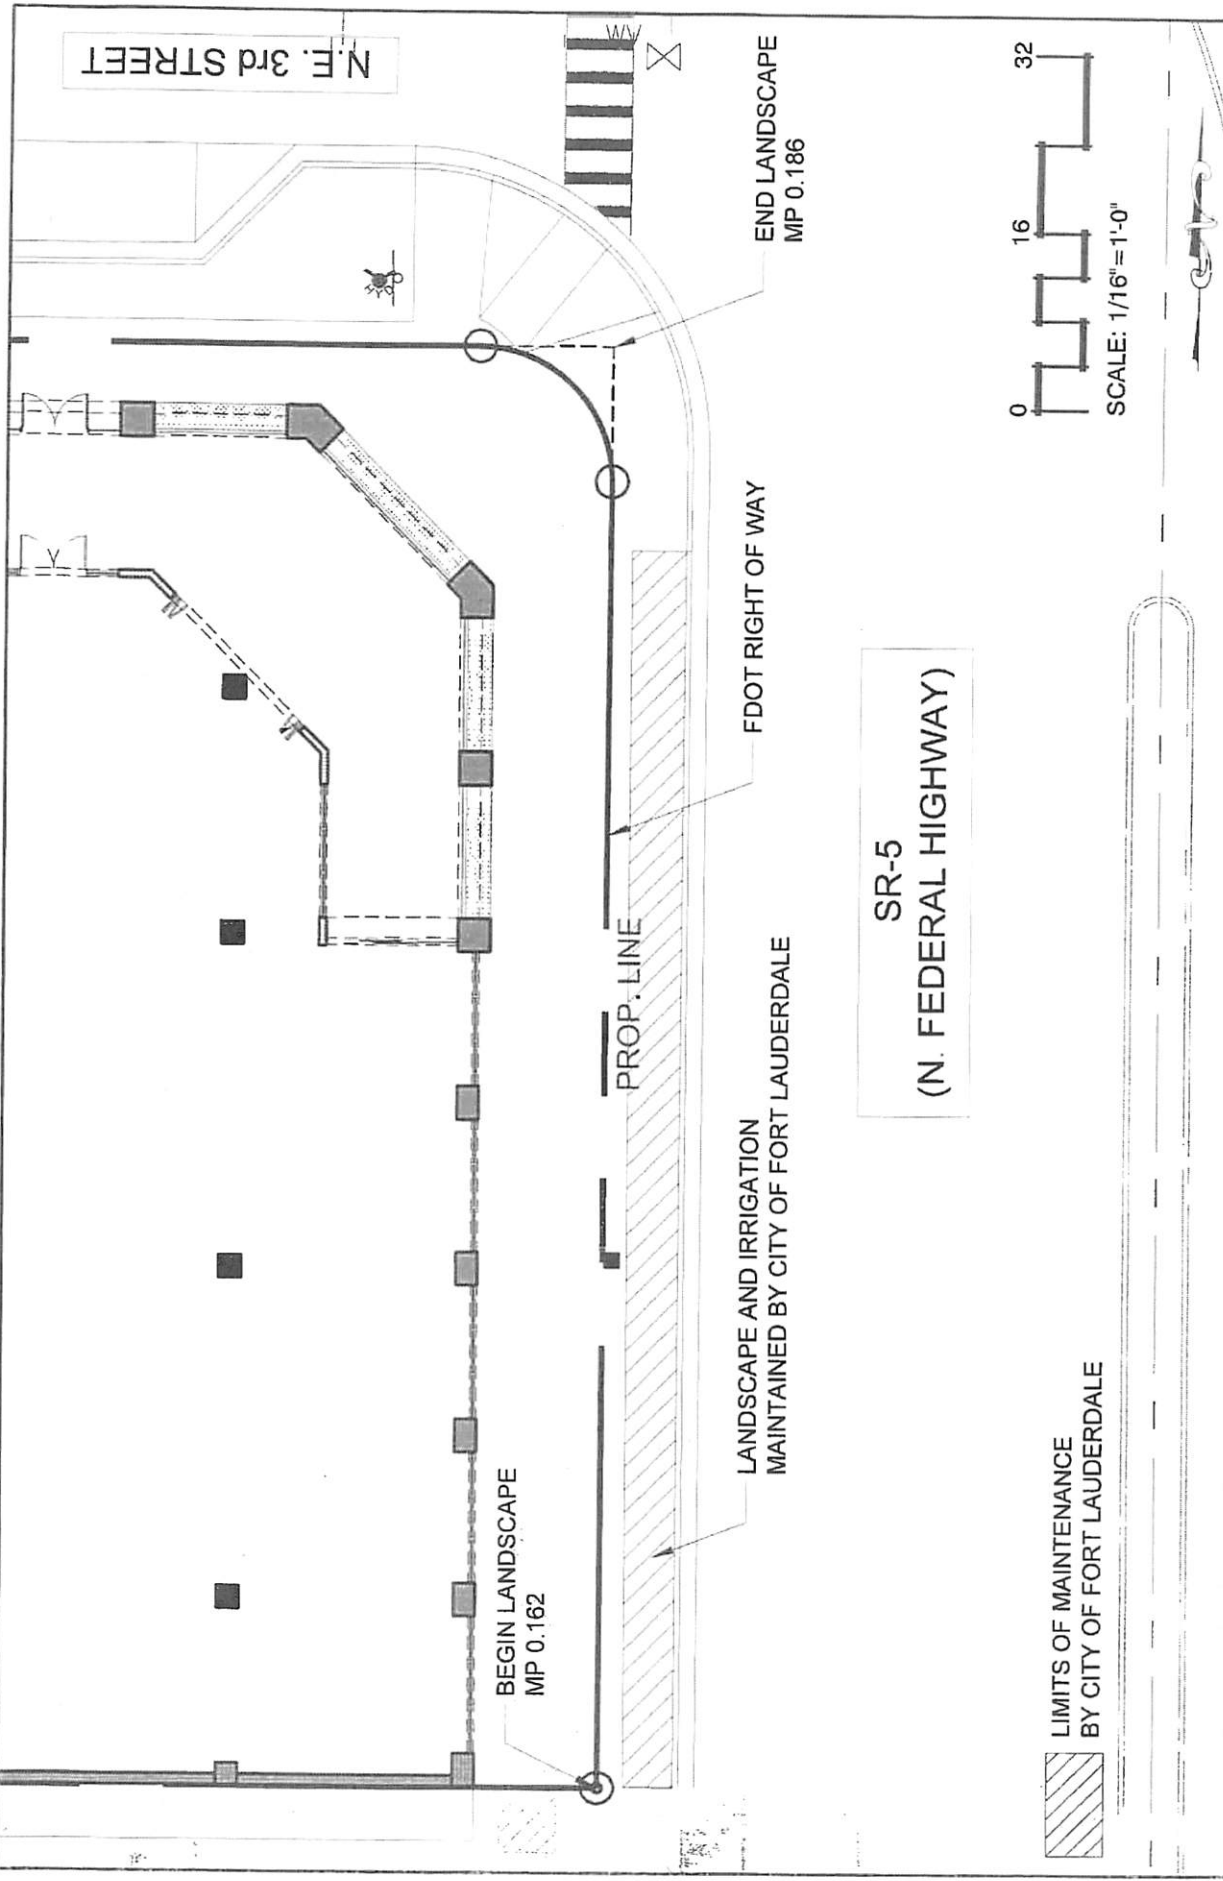 N.E. 3rd STREET
END LANDSCAPE
MP 0.186
0
16
32
SCALE: 1/16"=1'-0"
FDOT RIGHT OF WAY
PROP. LINE
SR-5
(N. FEDERAL HIGHWAY)
LANDSCAPE AND IRRIGATION
MAINTAINED BY CITY OF FORT LAUDERDALE
BEGIN LANDSCAPE
MP 0.162
LIMITS OF MAINTENANCE
BY CITY OF FORT LAUDERDALE